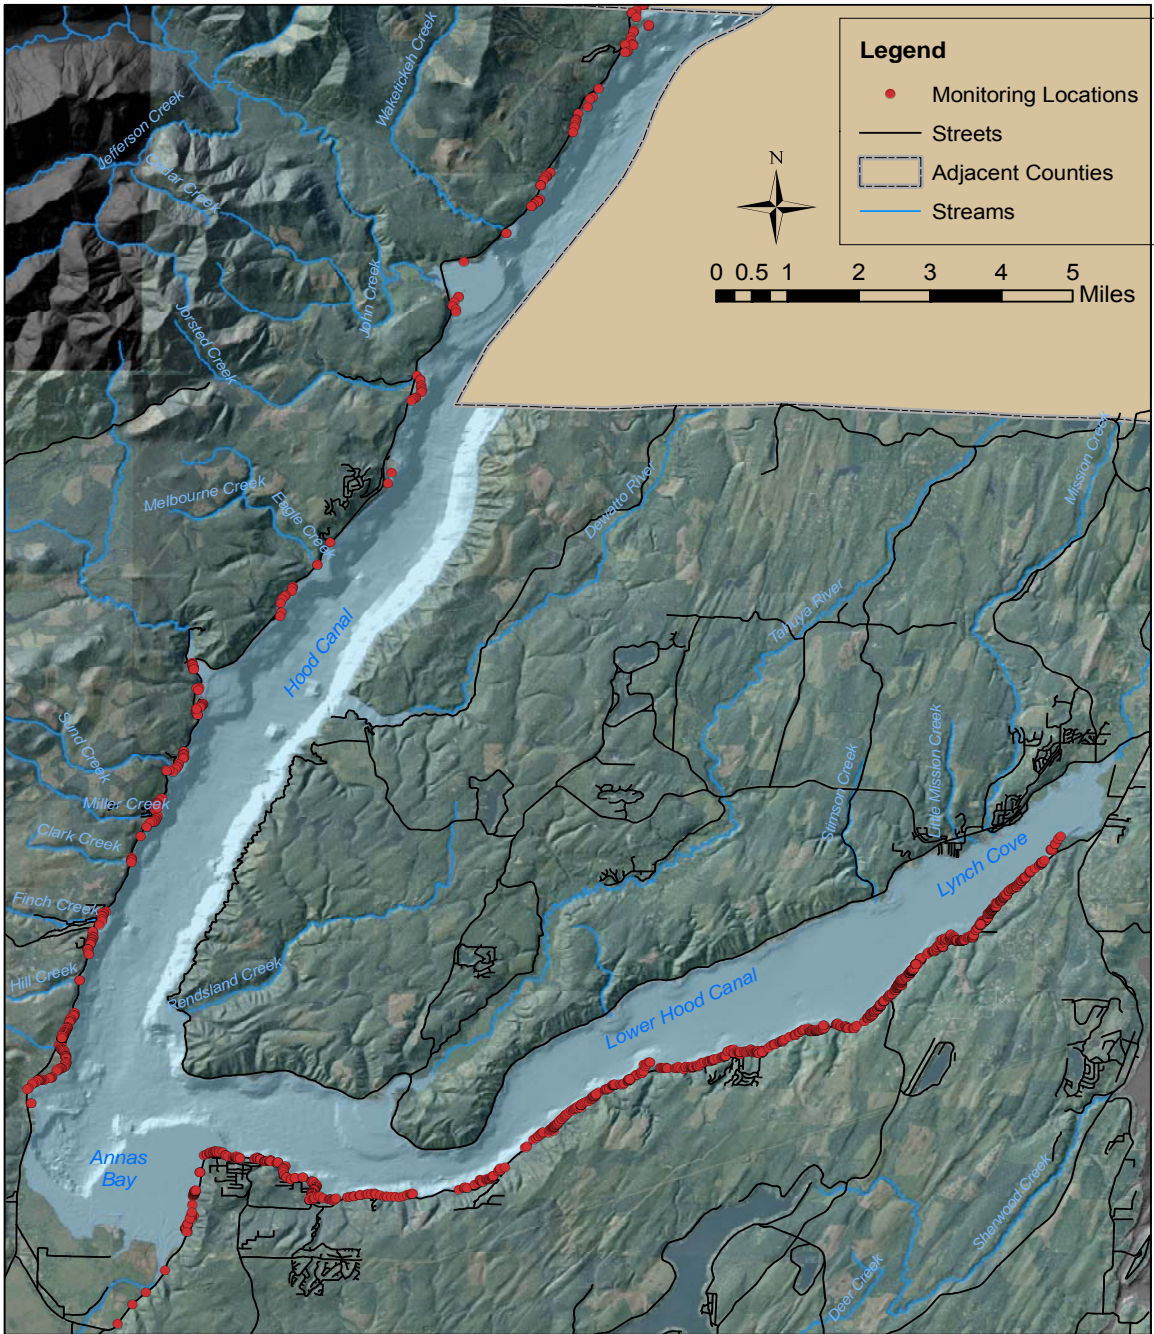 Legend
Monitoring Locations
Streets
Adjacent Counties
Streams
N
0 0.5 1 2 3 4 5 Miles
Waketickeh Creek
Jefferson Creek
Cedar Creek
John Creek
Jorsted Creek
Melbourne Creek
Eagle Creek
Dewatto River
Mission Creek
Tahuya River
Hood Canal
Sund Creek
Miller Creek
Clark Creek
Finch Creek
Hill Creek
Rendsland Creek
Stimson Creek
Little Mission Creek
Lynch Cove
Lower Hood Canal
Annas
Bay
Sherwood Creek
Deer Creek